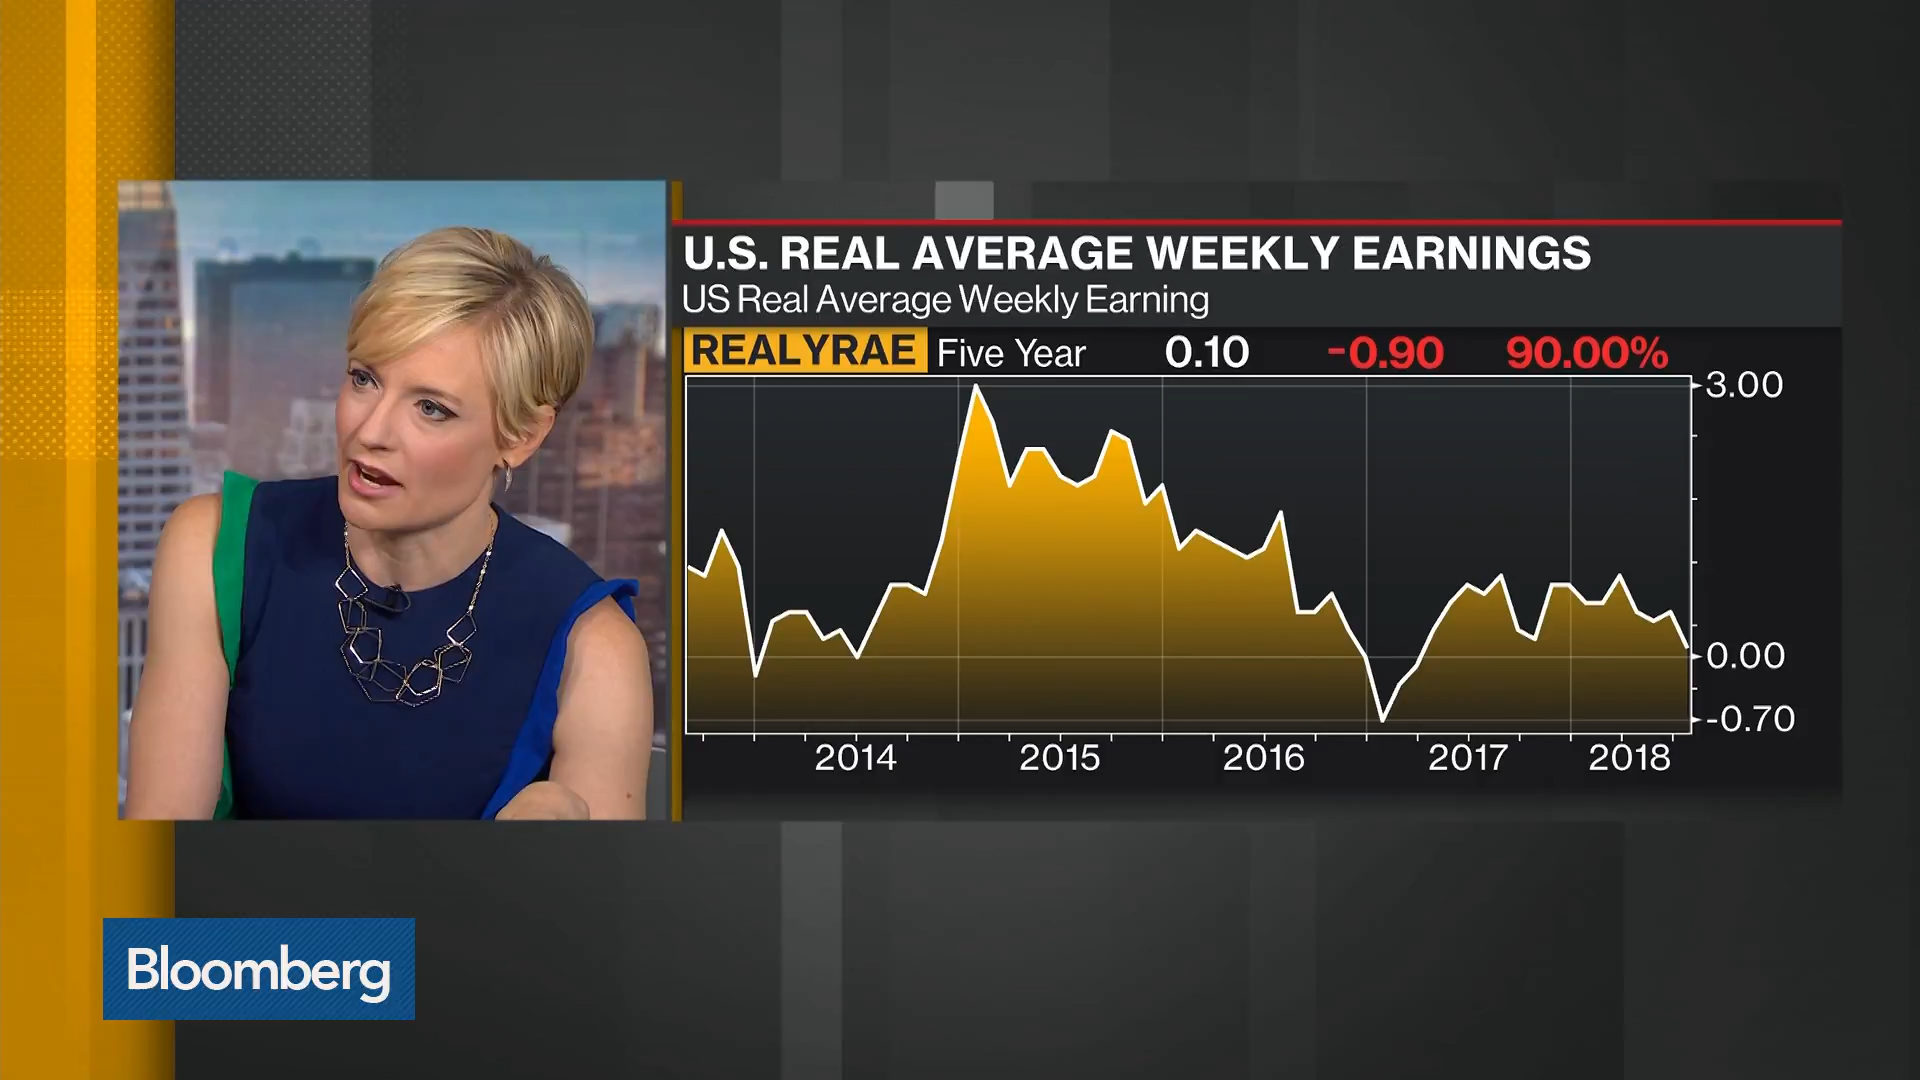 U.S. REAL AVERAGE WEEKLY EARNINGS
US Real Average Weekly Earning
REALYRAE Five Year 0.10 -0.90 90.00%
3.00
0.00
-0.70
2014 2015 2016 2017 2018
Bloomberg